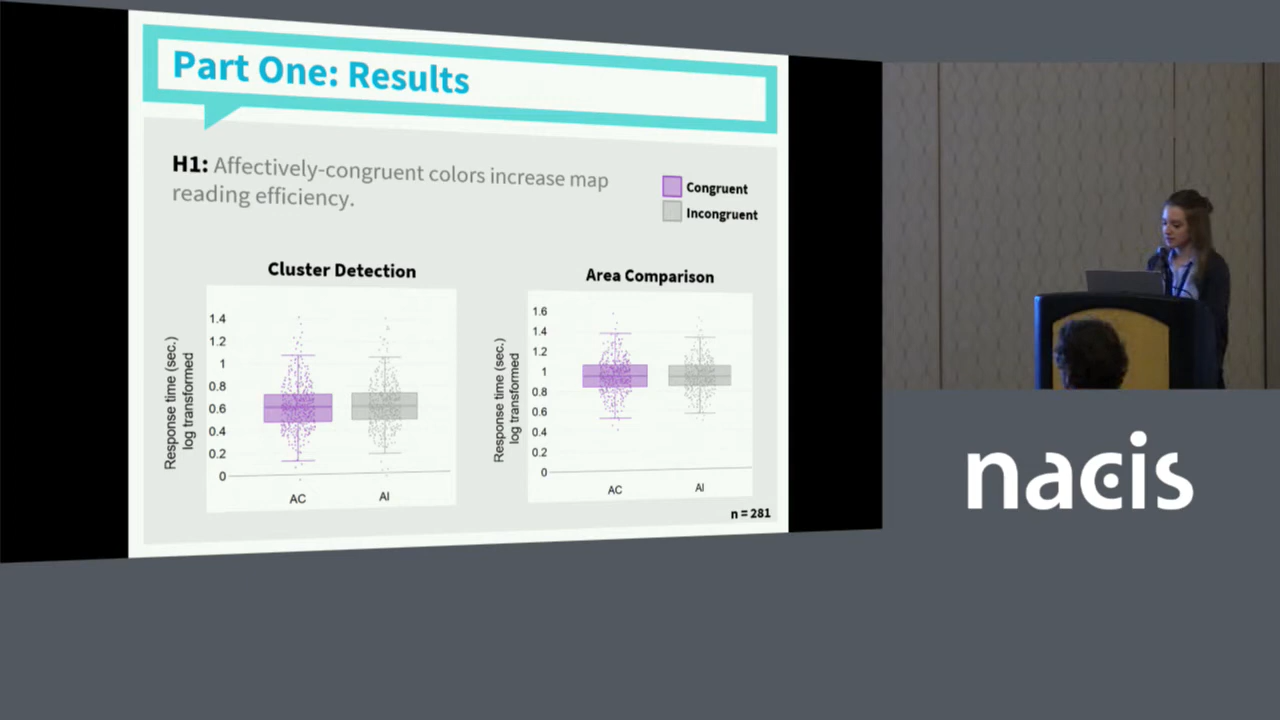 Part One: Results
H1: Affectively-congruent colors increase map
reading efficiency.
Congruent
Incongruent
Cluster Detection
Response time (sec.)
log transformed
1.4
1.2
1
0.8
0.6
0.4
0.2
0
AC
AI
Area Comparison
Response time (sec.)
log transformed
1.6
1.4
1.2
1
0.8
0.6
0.4
0.2
0
AC
AI
n = 281
nacis